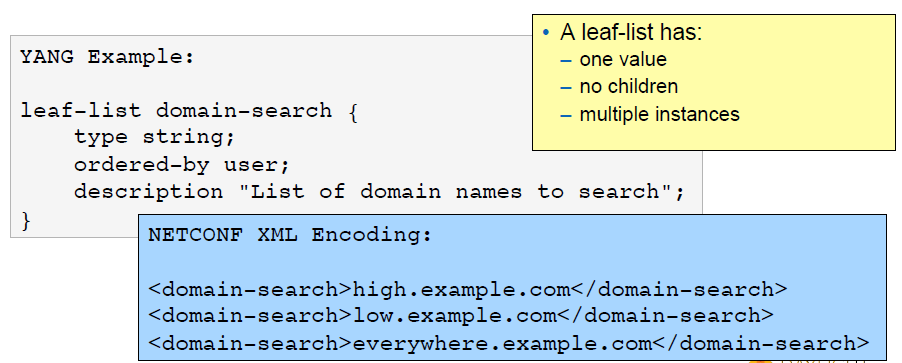 YANG Example:
leaf-list domain-search {
type string;
ordered-by user;
description "List of domain names to search";
}
• A leaf-list has:
– one value
– no children
– multiple instances
NETCONF XML Encoding:
<domain-search>high.example.com</domain-search>
<domain-search>low.example.com</domain-search>
<domain-search>everywhere.example.com</domain-search>